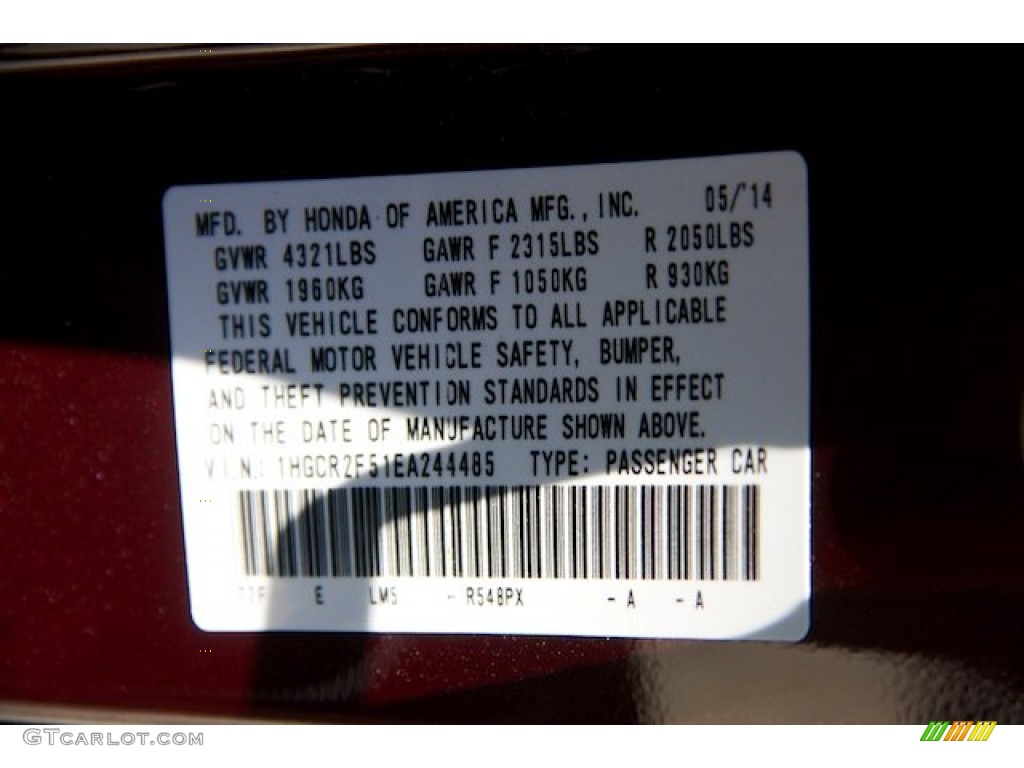 MFD. BY HONDA OF AMERICA MFG., INC. 05/'14
GVWR 4321LBS GAWR F 2315LBS R 2050LBS
GVWR 1960KG GAWR F 1050KG R 930KG
THIS VEHICLE CONFORMS TO ALL APPLICABLE
FEDERAL MOTOR VEHICLE SAFETY, BUMPER,
AND THEFT PREVENTION STANDARDS IN EFFECT
ON THE DATE OF MANUFACTURE SHOWN ABOVE.
V.I.N.: 1HGCR2F51EA244485 TYPE: PASSENGER CAR
T2F E LM5 - R548PX - A - A
GTCARLOT.COM